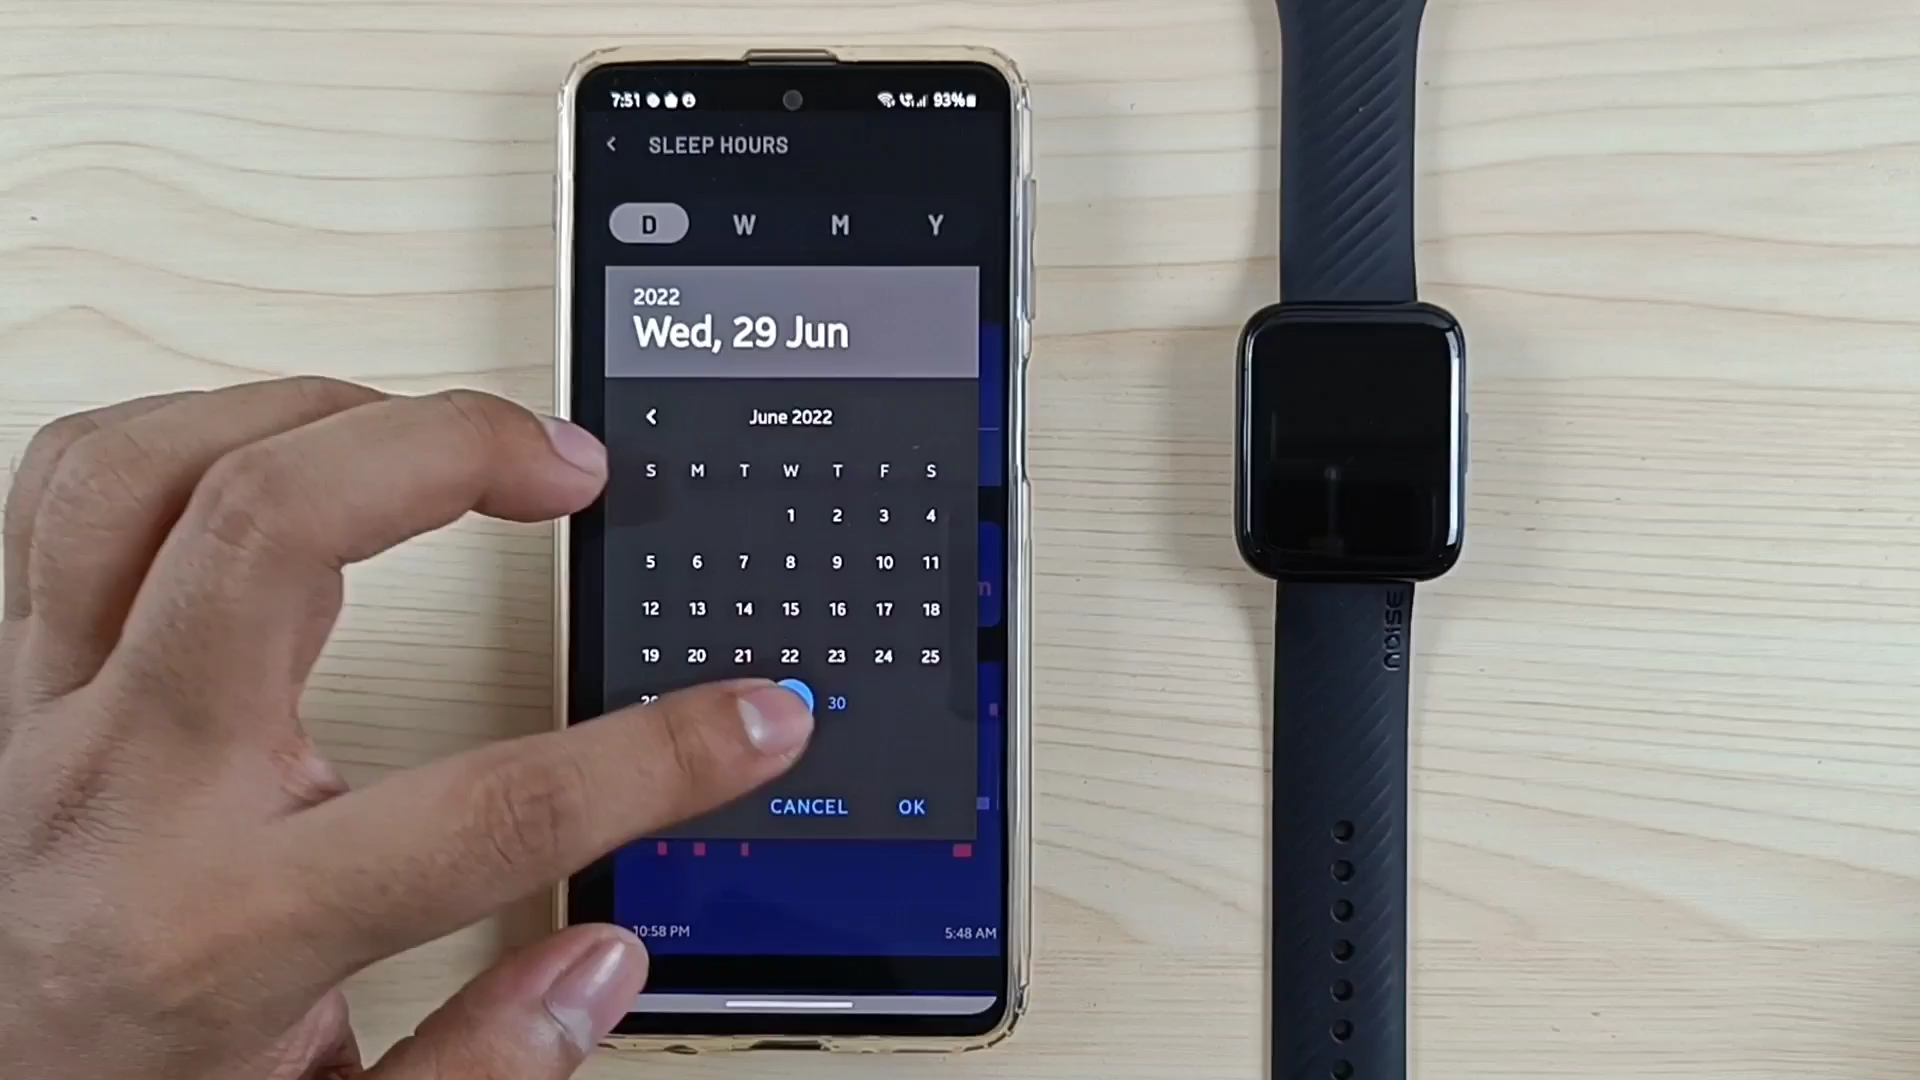 7:51 93%
SLEEP HOURS
D W M Y
2022
Wed, 29 Jun
June 2022
S M T W T F S
1 2 3 4
5 6 7 8 9 10 11
12 13 14 15 16 17 18
19 20 21 22 23 24 25
30
m
CANCEL OK
10:58 PM 5:48 AM
NOISE